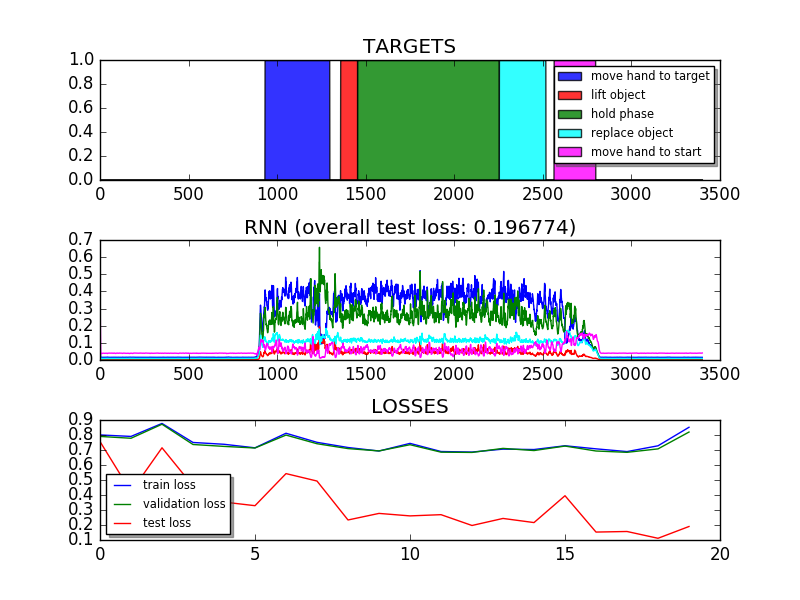 TARGETS
1.0
0.8
0.6
0.4
0.2
0.0
move hand to target
lift object
hold phase
replace object
move hand to start
0 500 1000 1500 2000 2500 3000 3500
RNN (overall test loss: 0.196774)
0.7
0.6
0.5
0.4
0.3
0.2
0.1
0.0
0 500 1000 1500 2000 2500 3000 3500
LOSSES
0.9
0.8
0.7
0.6
0.5
0.4
0.3
0.2
0.1
train loss
validation loss
test loss
0 5 10 15 20